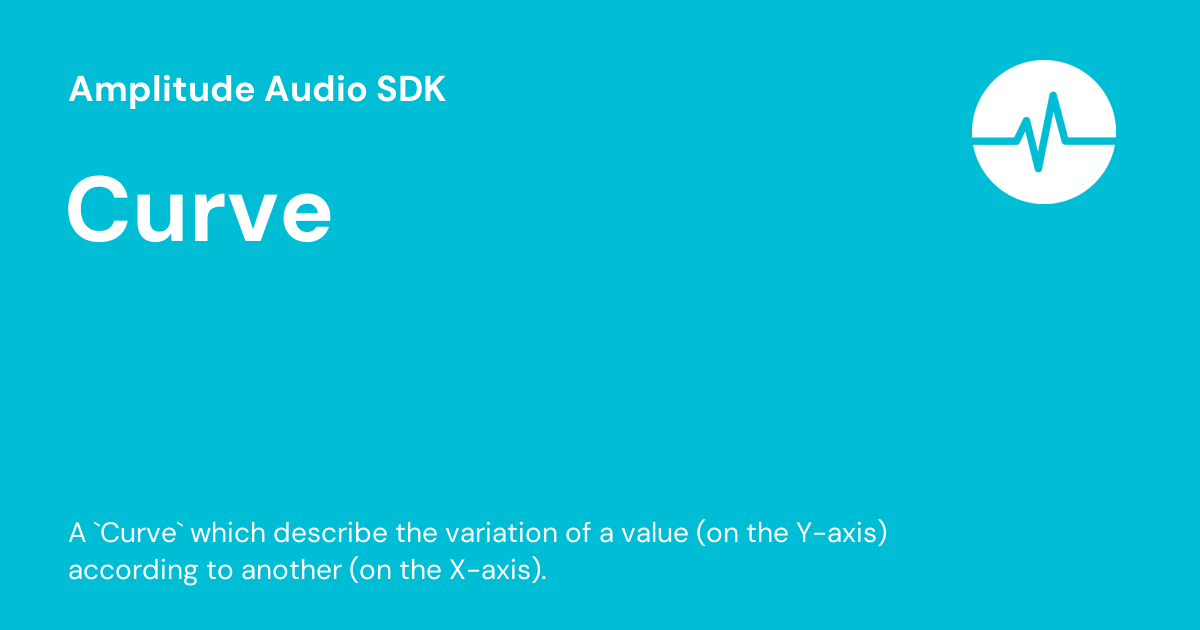 Amplitude Audio SDK
Curve
A `Curve` which describe the variation of a value (on the Y-axis)
according to another (on the X-axis).